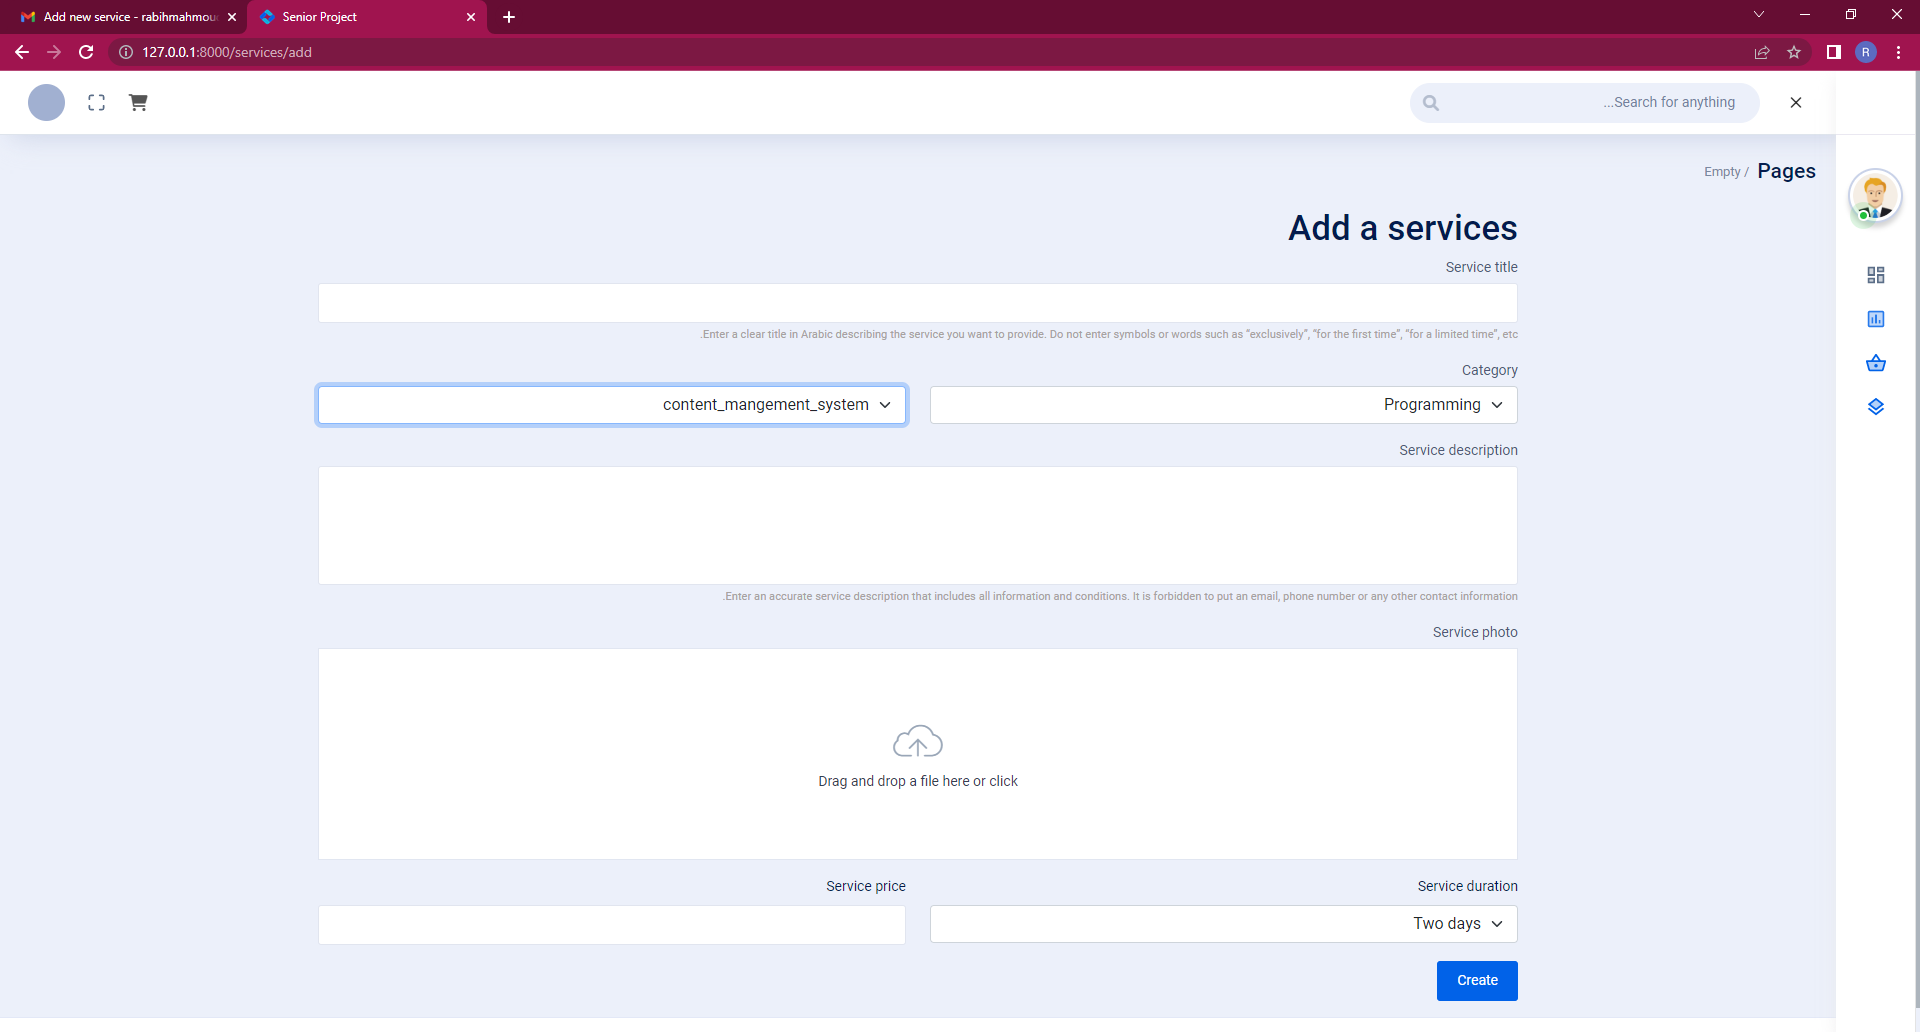 Add new service - rabihmahmou
Senior Project
127.0.0.1:8000/services/add
R
...Search for anything
Empty / Pages
Add a services
Service title
.Enter a clear title in Arabic describing the service you want to provide. Do not enter symbols or words such as “exclusively”, “for the first time”, “for a limited time”, etc
Category
content_mangement_system
Programming
Service description
.Enter an accurate service description that includes all information and conditions. It is forbidden to put an email, phone number or any other contact information
Service photo
Drag and drop a file here or click
Service price
Service duration
Two days
Create